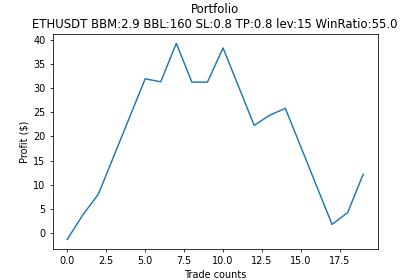 Portfolio
ETHUSDT BBM:2.9 BBL:160 SL:0.8 TP:0.8 lev:15 WinRatio:55.0
Profit ($)
40
35
30
25
20
15
10
5
0
0.0 2.5 5.0 7.5 10.0 12.5 15.0 17.5
Trade counts